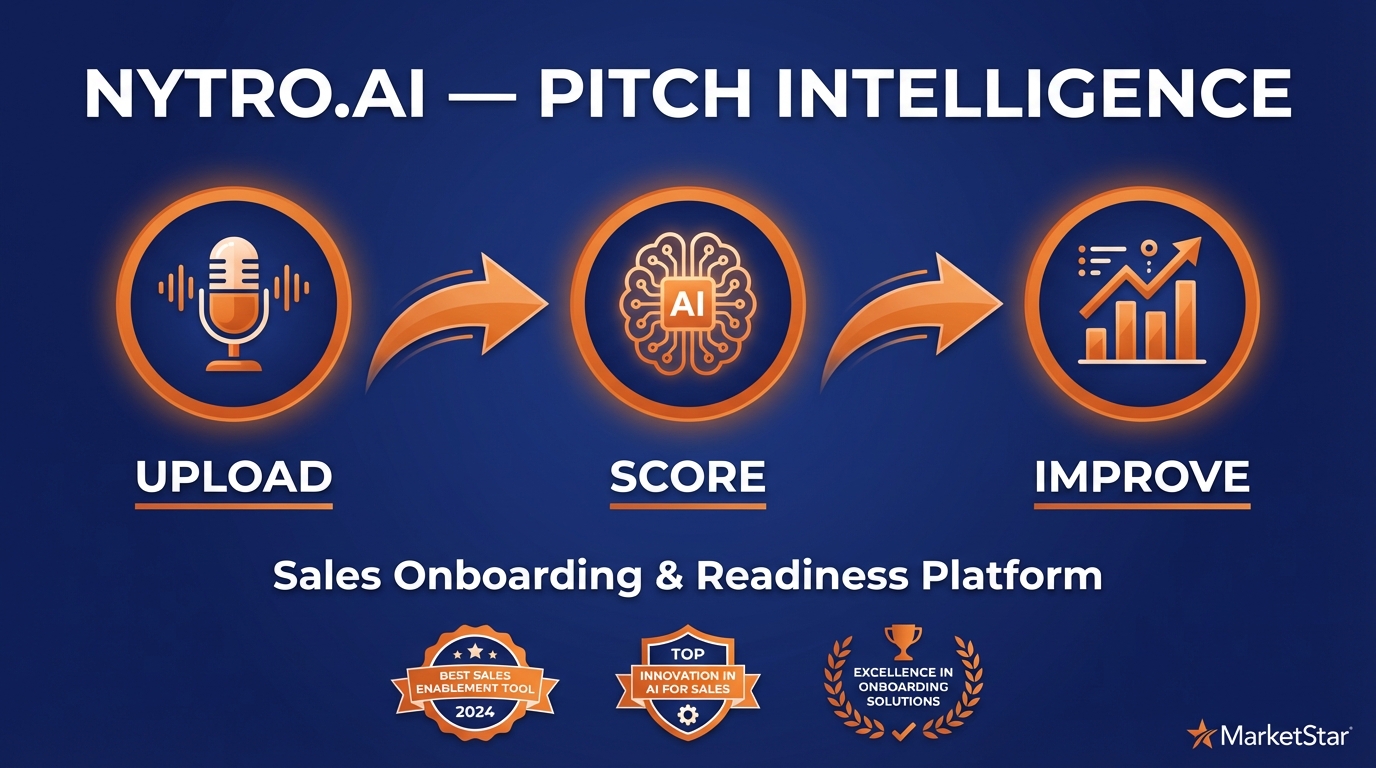 NYTRO.AI — PITCH INTELLIGENCE
AI
UPLOAD
SCORE
IMPROVE
Sales Onboarding & Readiness Platform
BEST SALES
ENABLEMENT TOOL
2024
TOP
INNOVATION IN
AI FOR SALES
EXCELLENCE IN
ONBOARDING
SOLUTIONS
MarketStar